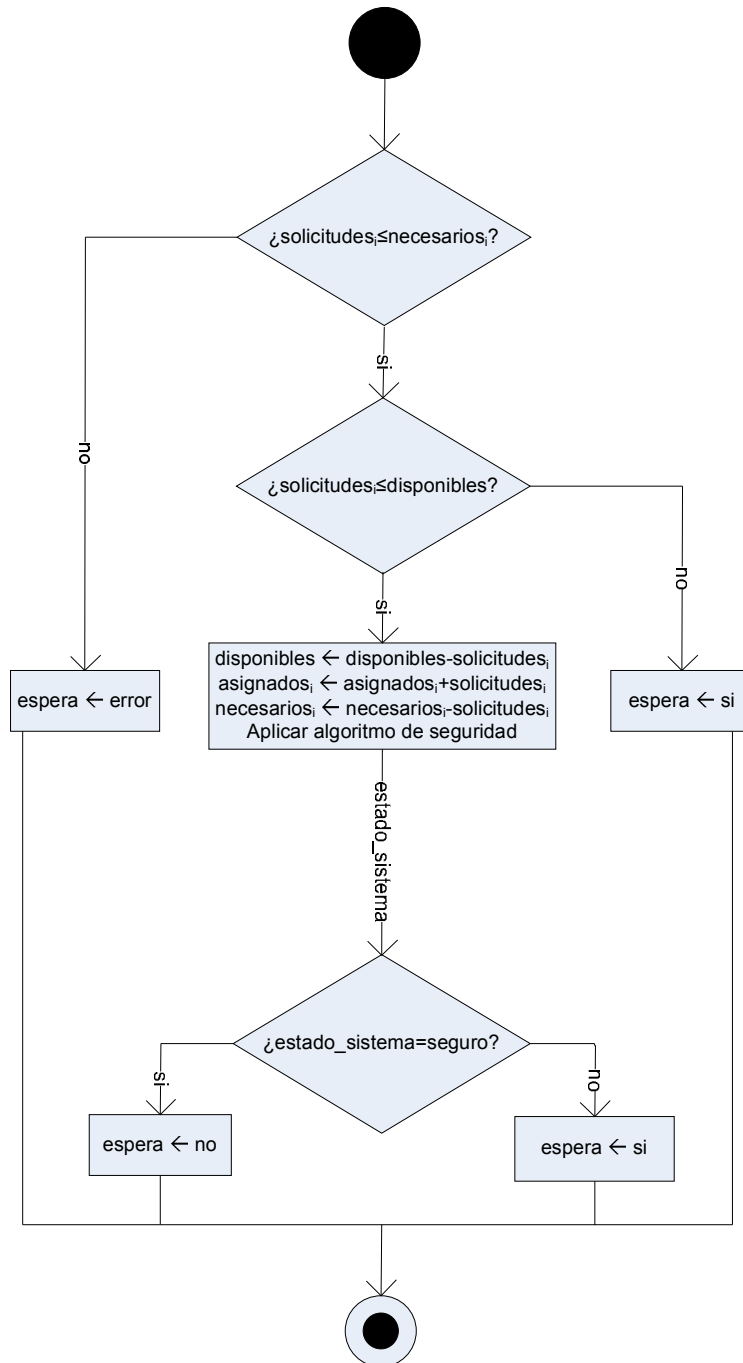 ¿solicitudesᵢ≤necesariosᵢ?
si
no
¿solicitudesᵢ≤disponibles?
no
si
espera ← error
disponibles ← disponibles-solicitudesᵢ
asignadosᵢ ← asignadosᵢ+solicitudesᵢ
necesariosᵢ ← necesariosᵢ-solicitudesᵢ
Aplicar algoritmo de seguridad
espera ← si
estado_sistema
¿estado_sistema=seguro?
si
no
espera ← no
espera ← si